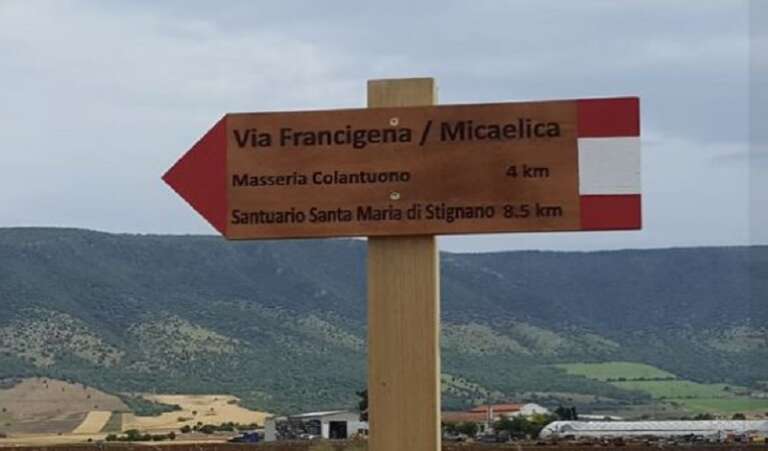 Via Francigena / Micaelica
Masseria Colantuono 4 km
Santuario Santa Maria di Stignano 8.5 km